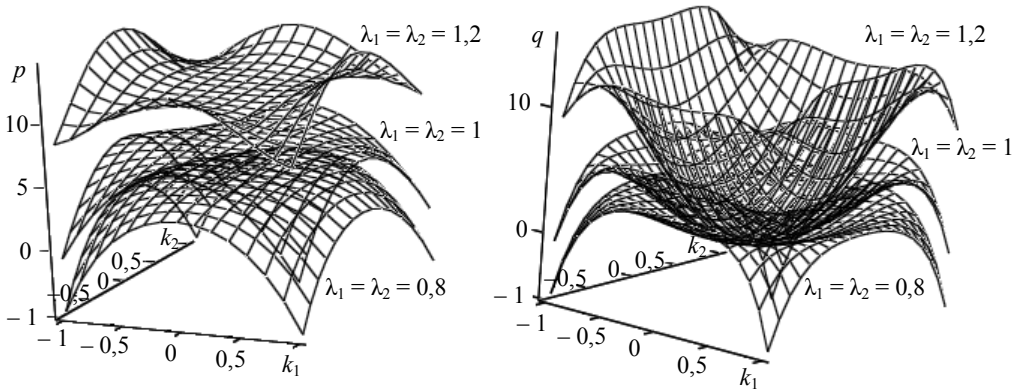 p
10
5
0
– 1
– 1
– 0,5
0
0,5
k₁
–0,5
0
0,5
k₂
λ₁ = λ₂ = 1,2
λ₁ = λ₂ = 1
λ₁ = λ₂ = 0,8
q
10
0
– 1
– 1
– 0,5
0
0,5
k₁
–0,5
0
0,5
k₂
λ₁ = λ₂ = 1,2
λ₁ = λ₂ = 1
λ₁ = λ₂ = 0,8